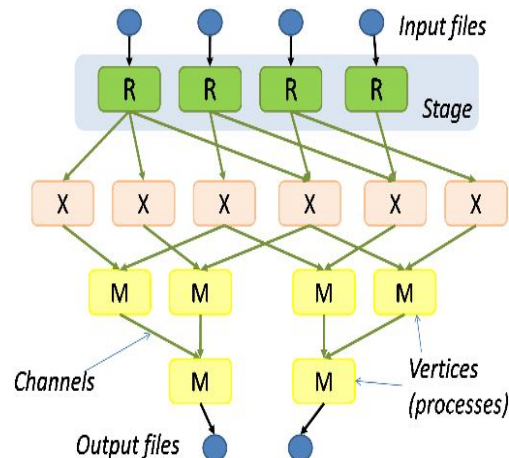 Input files
R R R R
Stage
X X X X X X
M M M M
Channels
M M
Vertices
(processes)
Output files